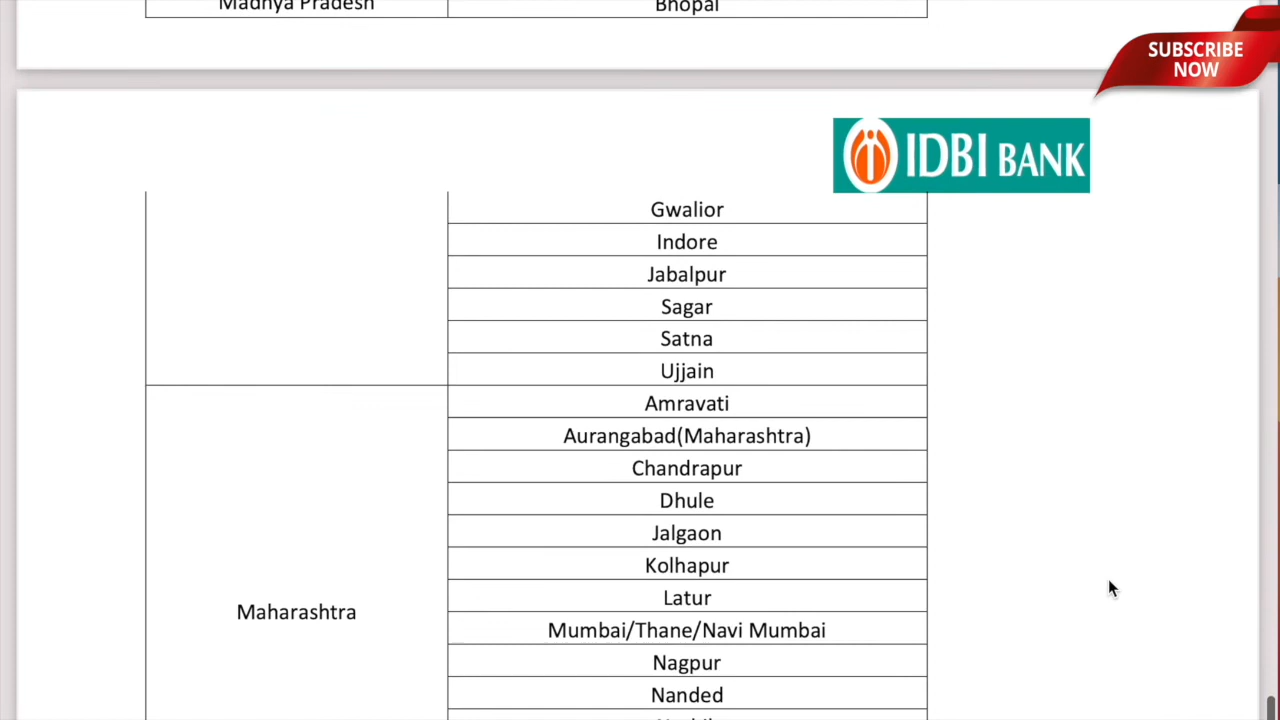 Madhya Pradesh
Bhopal
SUBSCRIBE
NOW
IDBI BANK
Gwalior
Indore
Jabalpur
Sagar
Satna
Ujjain
Amravati
Aurangabad(Maharashtra)
Chandrapur
Dhule
Jalgaon
Kolhapur
Latur
Maharashtra
Mumbai/Thane/Navi Mumbai
Nagpur
Nanded